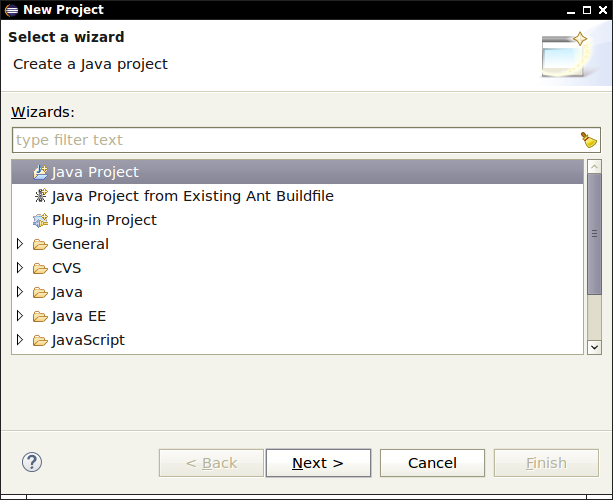 New Project
Select a wizard
Create a Java project
Wizards:
type filter text
Java Project
Java Project from Existing Ant Buildfile
Plug-in Project
General
CVS
Java
Java EE
JavaScript
?
< Back Next > Cancel Finish